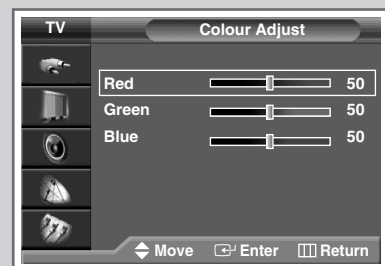 TV Colour Adjust
Red 50
Green 50
Blue 50
Move Enter Return